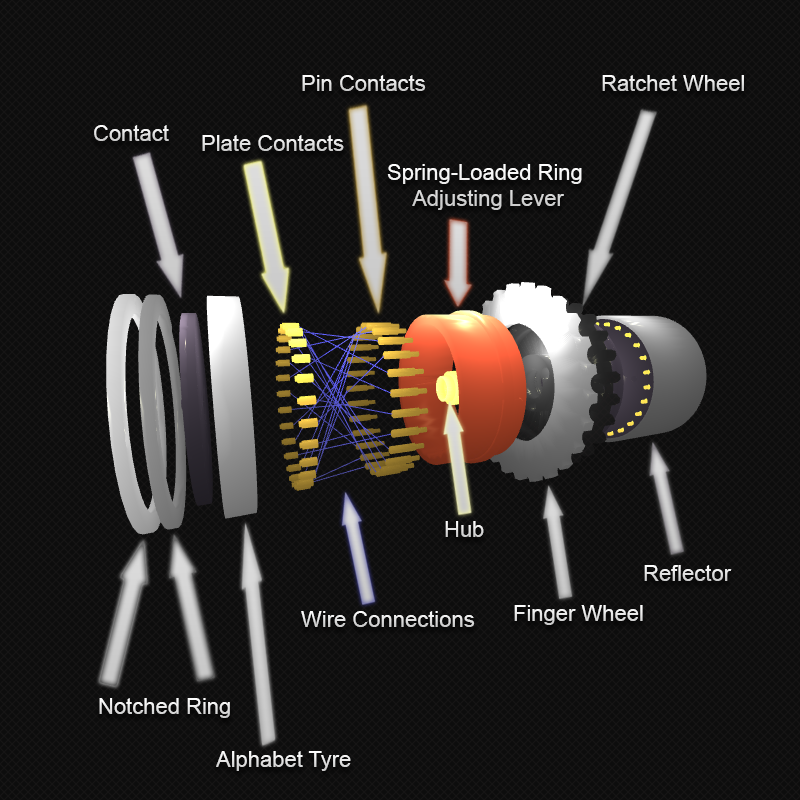 Pin Contacts
Ratchet Wheel
Contact
Plate Contacts
Spring-Loaded Ring
Adjusting Lever
Hub
Reflector
Finger Wheel
Wire Connections
Notched Ring
Alphabet Tyre